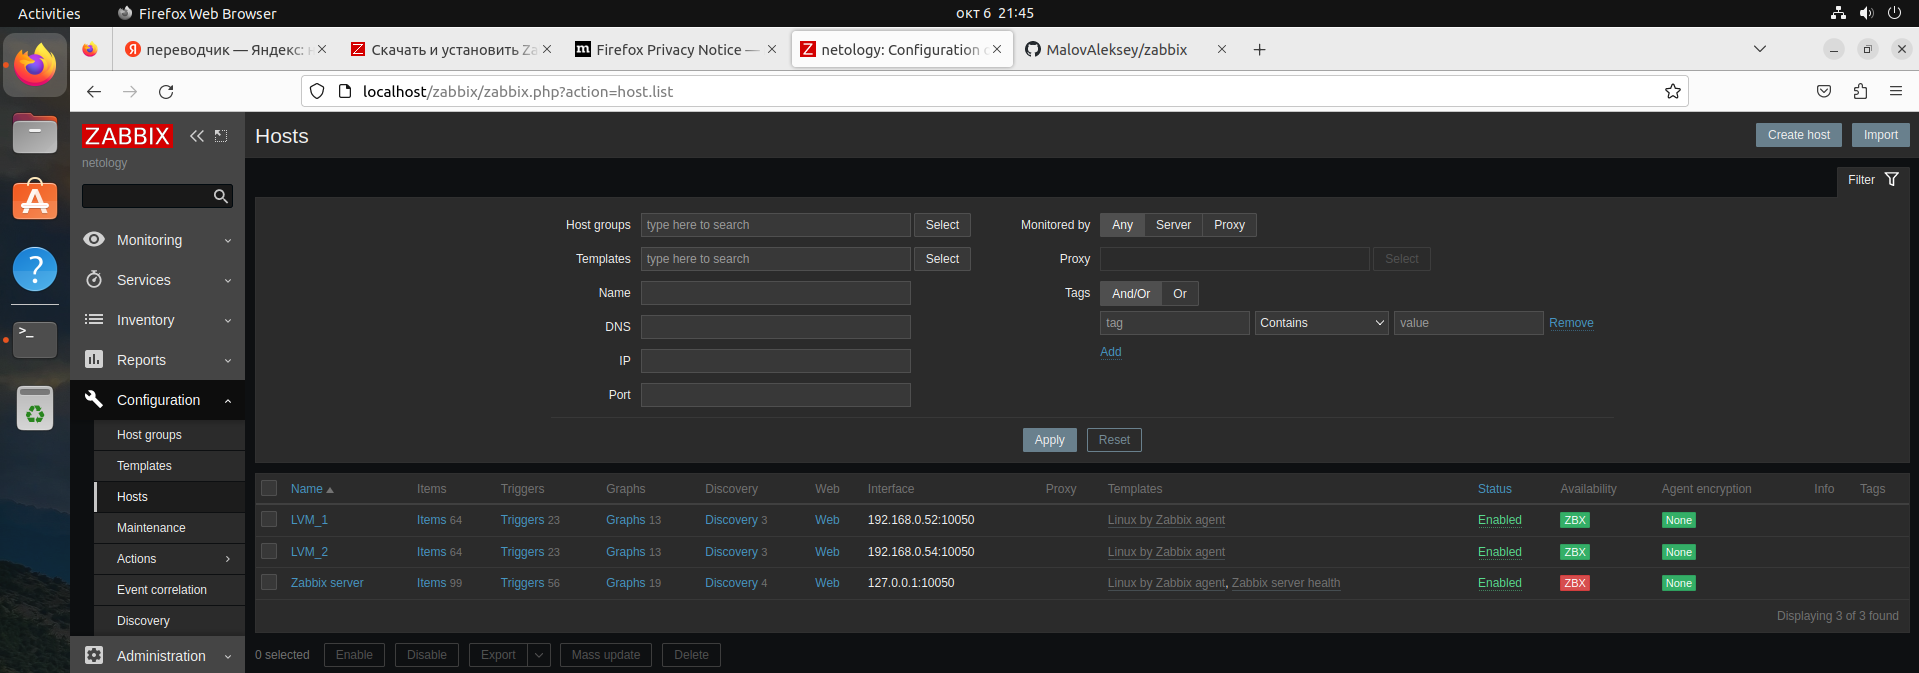 Activities Firefox Web Browser окт 6 21:45
переводчик — Яндекс: Скачать и установить Za Firefox Privacy Notice — netology: Configuration MalovAleksey/zabbix
localhost/zabbix/zabbix.php?action=host.list
ZABBIX
netology
Monitoring
Services
Inventory
Reports
Configuration
Host groups
Templates
Hosts
Maintenance
Actions
Event correlation
Discovery
Administration
Hosts Create host Import
Filter
Host groups type here to search Select
Templates type here to search Select
Name
DNS
IP
Port
Monitored by Any Server Proxy
Proxy Select
Tags And/Or Or
tag Contains value Remove
Add
Apply Reset
Name Items Triggers Graphs Discovery Web Interface Proxy Templates Status Availability Agent encryption Info Tags
LVM_1 Items 64 Triggers 23 Graphs 13 Discovery 3 Web 192.168.0.52:10050 Linux by Zabbix agent Enabled ZBX None
LVM_2 Items 64 Triggers 23 Graphs 13 Discovery 3 Web 192.168.0.54:10050 Linux by Zabbix agent Enabled ZBX None
Zabbix server Items 99 Triggers 56 Graphs 19 Discovery 4 Web 127.0.0.1:10050 Linux by Zabbix agent, Zabbix server health Enabled ZBX None
Displaying 3 of 3 found
0 selected Enable Disable Export Mass update Delete